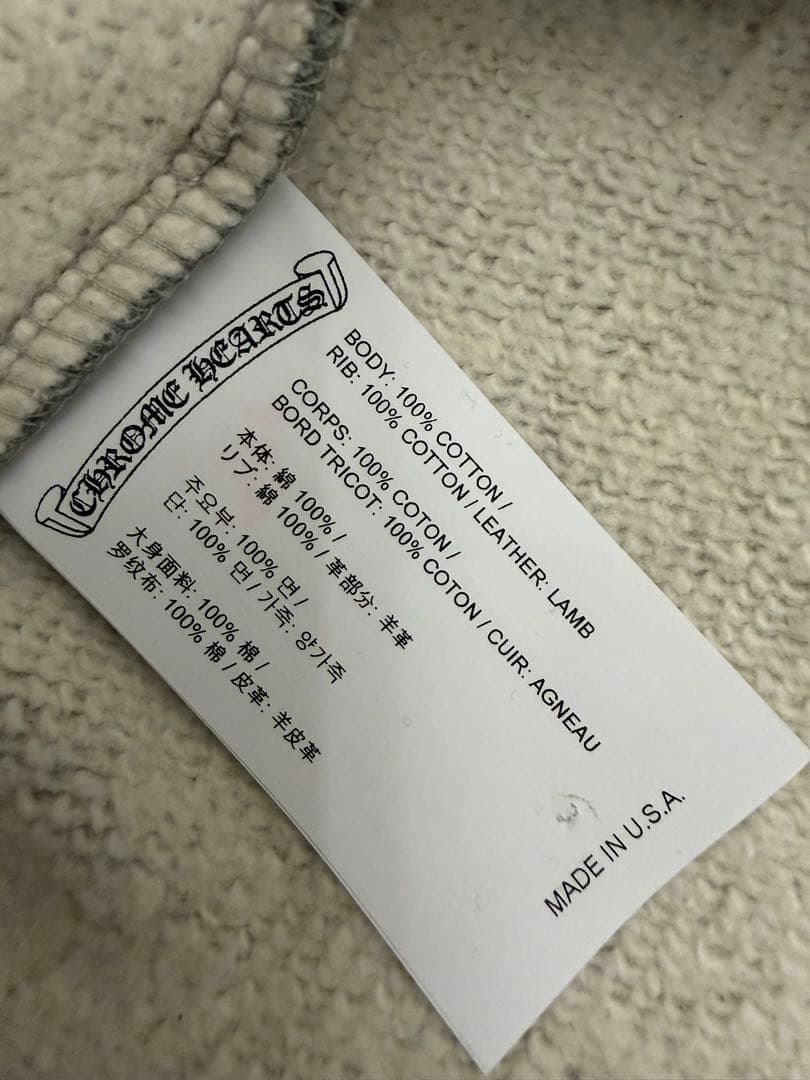 CHROME HEARTS
BODY: 100% COTTON /
RIB: 100% COTTON / LEATHER: LAMB
CORPS: 100% COTON /
BORD TRICOT: 100% COTON / CUIR: AGNEAU
本体: 綿 100% /
リブ: 綿 100% / 革部分: 羊革
주요부: 100% 면 /
단: 100% 면 / 가죽: 양가죽
大身面料: 100% 棉 /
罗纹布: 100% 棉 / 皮革: 羊皮革
MADE IN U.S.A.